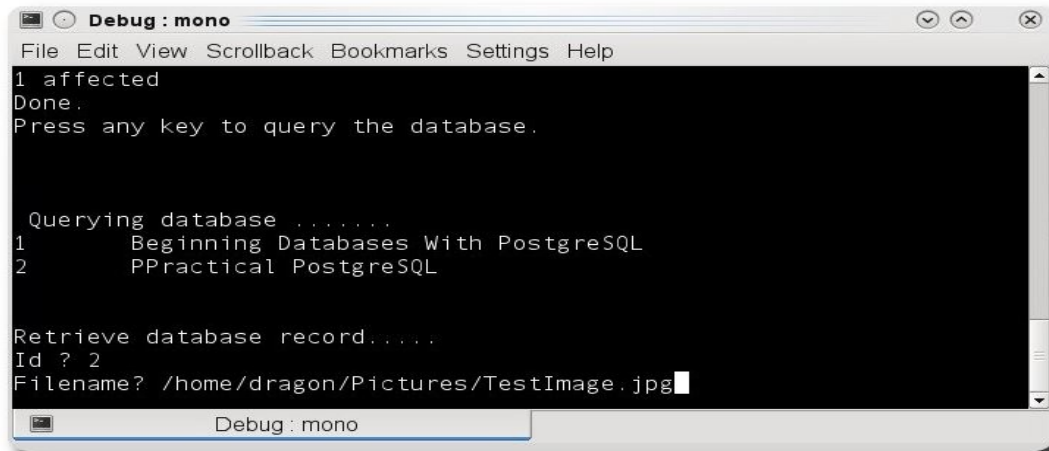 Debug : mono
File Edit View Scrollback Bookmarks Settings Help
1 affected
Done.
Press any key to query the database.
Querying database .......
1 Beginning Databases With PostgreSQL
2 PPractical PostgreSQL
Retrieve database record.....
Id ? 2
Filename? /home/dragon/Pictures/TestImage.jpg
Debug : mono